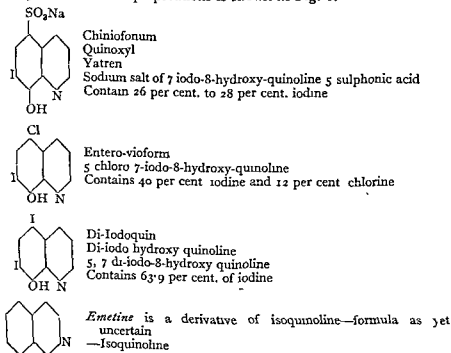 SO3Na
Chiniofonum
Quinoxyl
Yatren
Sodium salt of 7 iodo-8-hydroxy-quinoline 5 sulphonic acid
Contain 26 per cent. to 28 per cent. iodine
I
N
OH
Cl
Entero-vioform
5 chloro 7-iodo-8-hydroxy-quinoline
Contains 40 per cent iodine and 12 per cent chlorine
I
OH N
I
Di-Iodoquin
Di-iodo hydroxy quinoline
5, 7 di-iodo-8-hydroxy quinoline
Contains 63·9 per cent. of iodine
I
OH N
Emetine is a derivative of isoquinoline—formula as yet
uncertain
N
—Isoquinoline